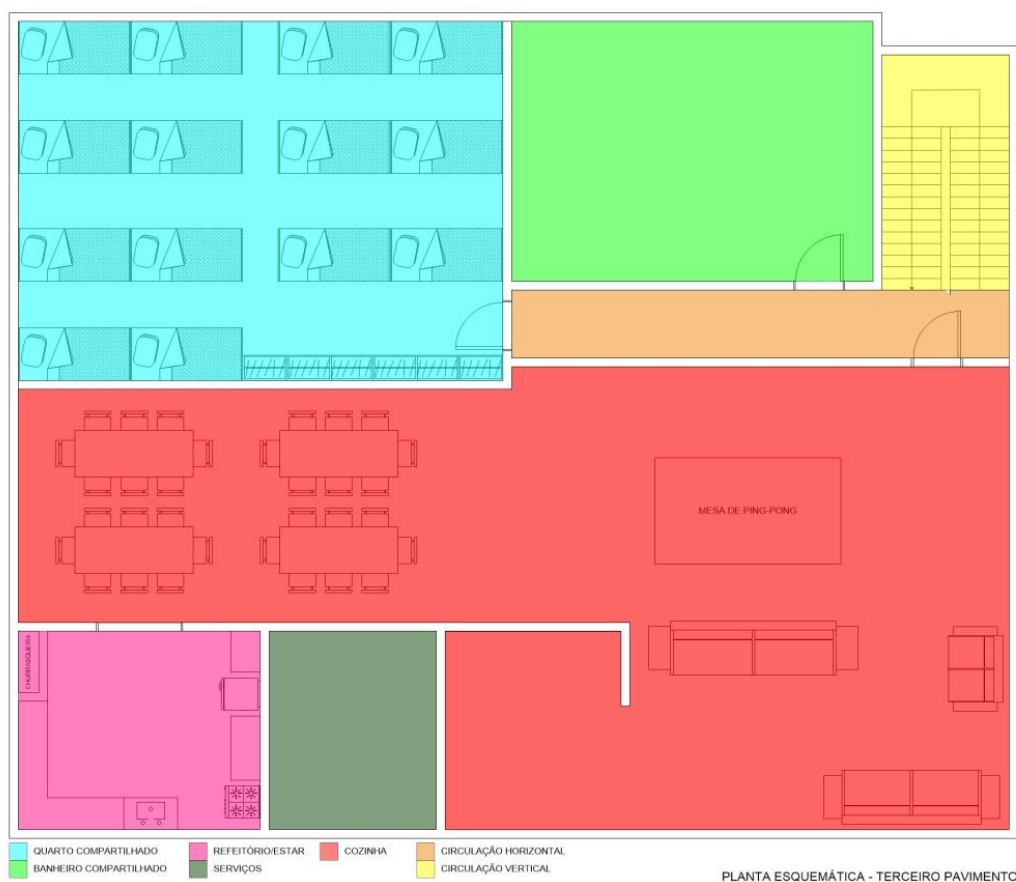 MESA DE PING-PONG
CHURRASQUEIRA
QUARTO COMPARTILHADO
REFEITÓRIO/ESTAR
COZINHA
CIRCULAÇÃO HORIZONTAL
BANHEIRO COMPARTILHADO
SERVIÇOS
CIRCULAÇÃO VERTICAL
PLANTA ESQUEMÁTICA - TERCEIRO PAVIMENTO